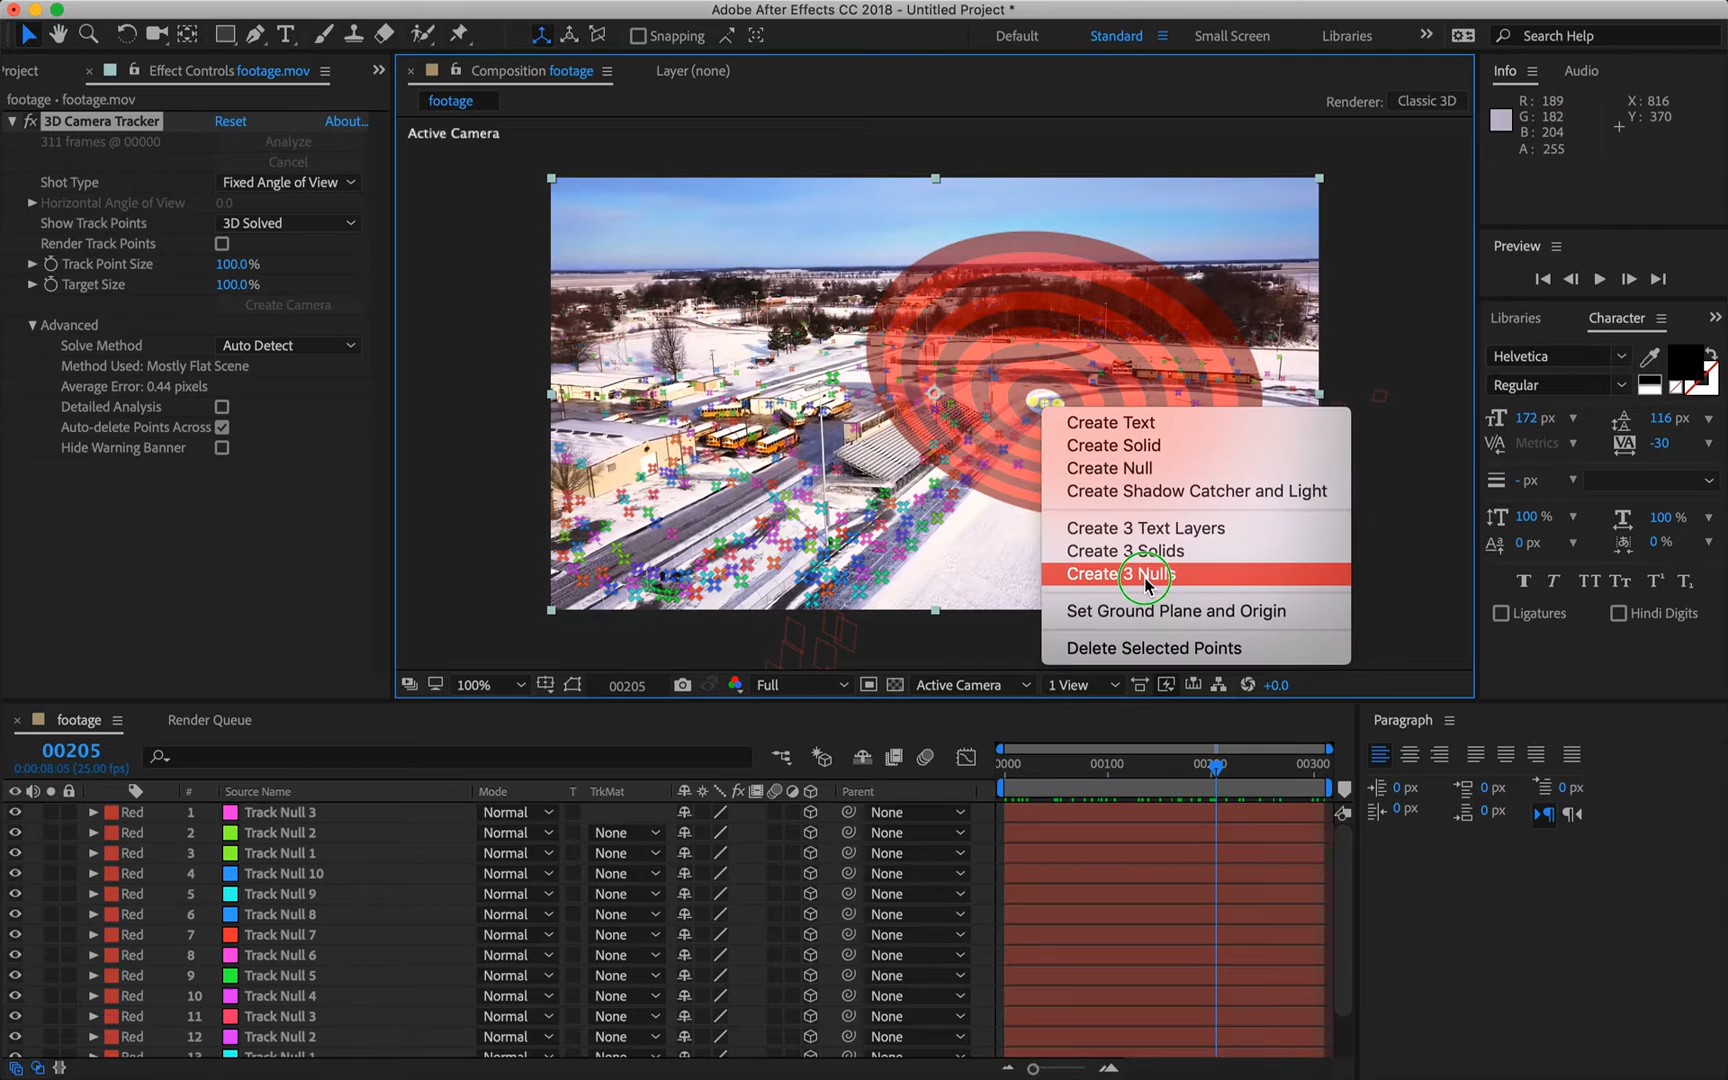 Adobe After Effects CC 2018 - Untitled Project *
Snapping
Default
Standard
Small Screen
Libraries
Search Help
roject
Effect Controls footage.mov
Composition footage
Layer (none)
Info
Audio
footage • footage.mov
footage
Renderer:
Classic 3D
R: 189
G: 182
B: 204
A: 255
X: 816
Y: 370
fx
3D Camera Tracker
Reset
About...
Active Camera
311 frames @ 00000
Analyze
Cancel
Shot Type
Fixed Angle of View
Horizontal Angle of View
0.0
Show Track Points
3D Solved
Render Track Points
Track Point Size
100.0 %
Target Size
100.0 %
Create Camera
Advanced
Solve Method
Auto Detect
Method Used: Mostly Flat Scene
Average Error: 0.44 pixels
Detailed Analysis
Auto-delete Points Across
Hide Warning Banner
Create Text
Create Solid
Create Null
Create Shadow Catcher and Light
Create 3 Text Layers
Create 3 Solids
Create 3 Nulls
Set Ground Plane and Origin
Delete Selected Points
Preview
Libraries
Character
Helvetica
Regular
172 px
116 px
Metrics
-30
- px
100 %
100 %
0 px
0 %
Ligatures
Hindi Digits
100%
00205
Full
Active Camera
1 View
+0.0
footage
Render Queue
00205
0:00:08:05 (25.00 fps)
0000
00100
00200
00300
#
Source Name
Mode
T
TrkMat
fx
Parent
Red 1 Track Null 3 Normal None
Red 2 Track Null 2 Normal None None
Red 3 Track Null 1 Normal None None
Red 4 Track Null 10 Normal None None
Red 5 Track Null 9 Normal None None
Red 6 Track Null 8 Normal None None
Red 7 Track Null 7 Normal None None
Red 8 Track Null 6 Normal None None
Red 9 Track Null 5 Normal None None
Red 10 Track Null 4 Normal None None
Red 11 Track Null 3 Normal None None
Red 12 Track Null 2 Normal None None
13 Track Null 1
Paragraph
0 px
0 px
0 px
0 px
0 px